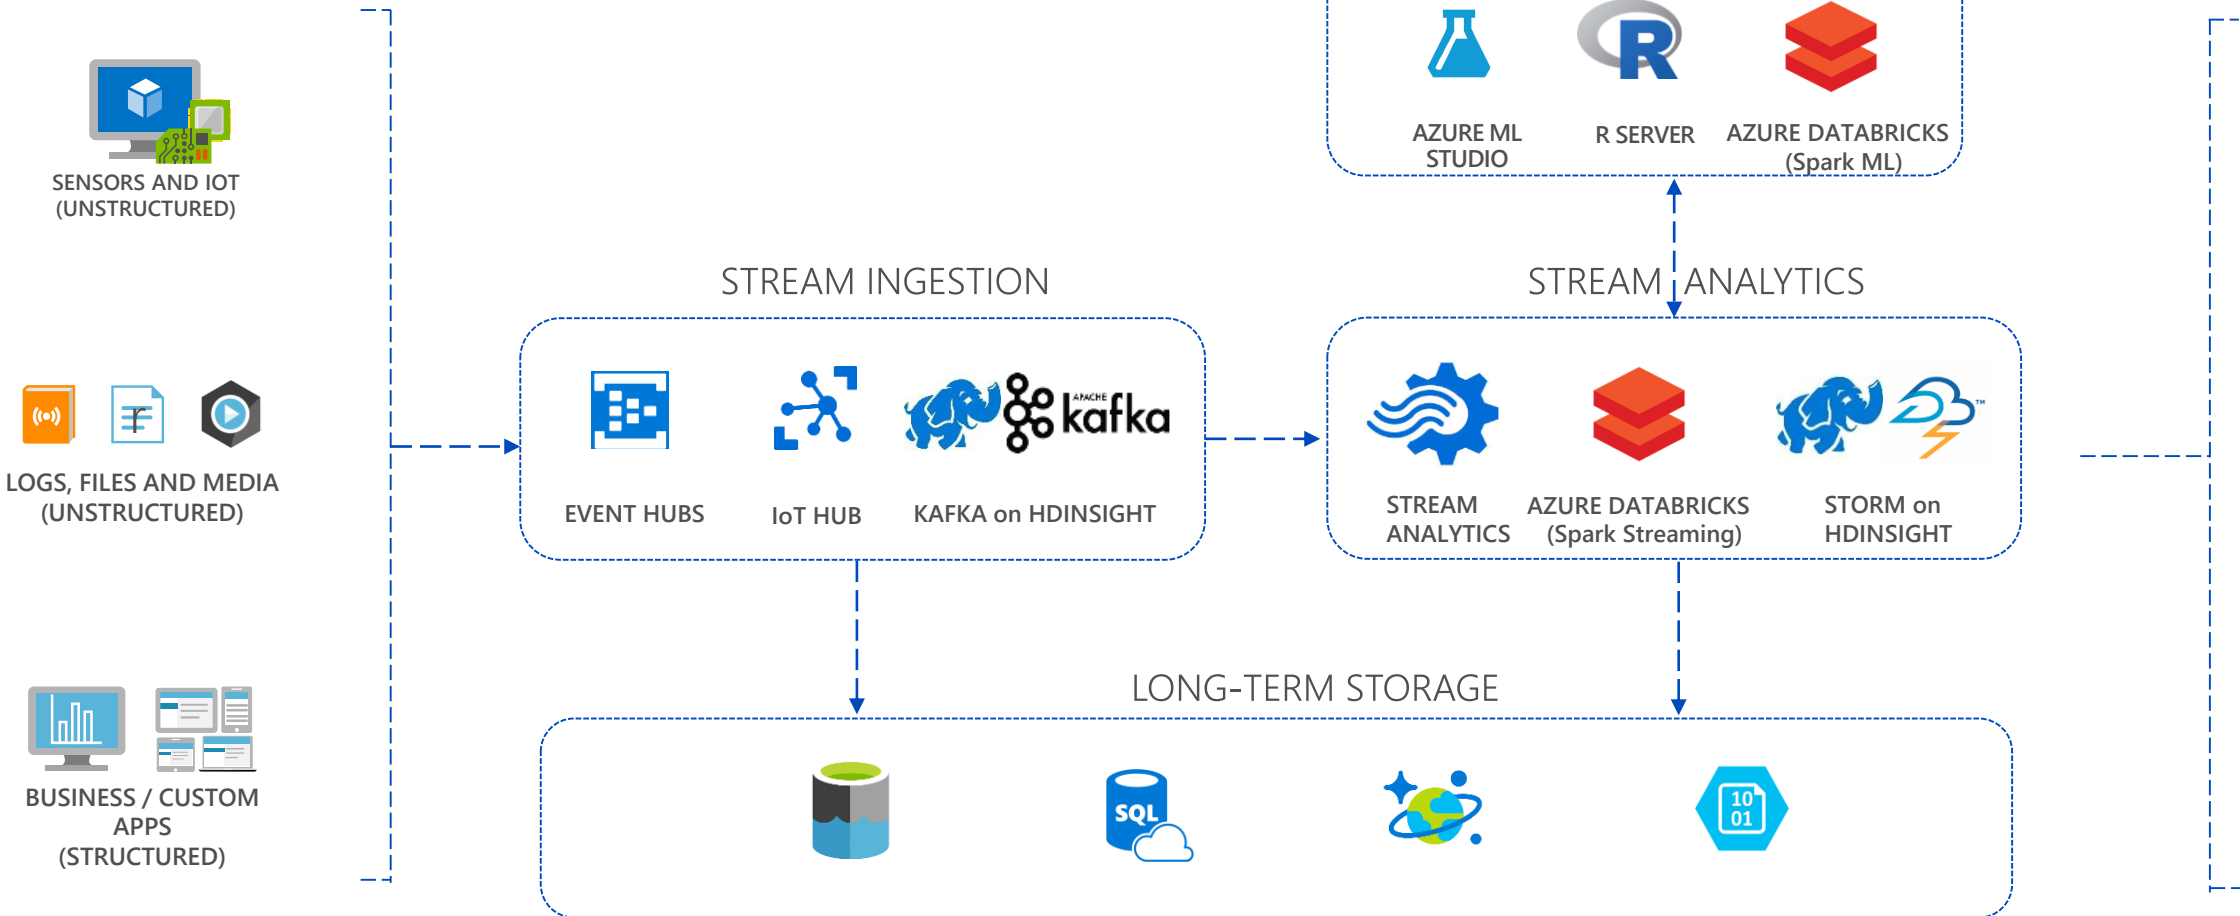 AZURE ML
STUDIO
R SERVER
AZURE DATABRICKS
(Spark ML)
SENSORS AND IOT
(UNSTRUCTURED)
STREAM INGESTION
STREAM ANALYTICS
APACHE
kafka
TM
r
LOGS, FILES AND MEDIA
(UNSTRUCTURED)
EVENT HUBS
IoT HUB
KAFKA on HDINSIGHT
STREAM
ANALYTICS
AZURE DATABRICKS
(Spark Streaming)
STORM on
HDINSIGHT
LONG-TERM STORAGE
BUSINESS / CUSTOM
APPS
(STRUCTURED)
SQL
10
01
R